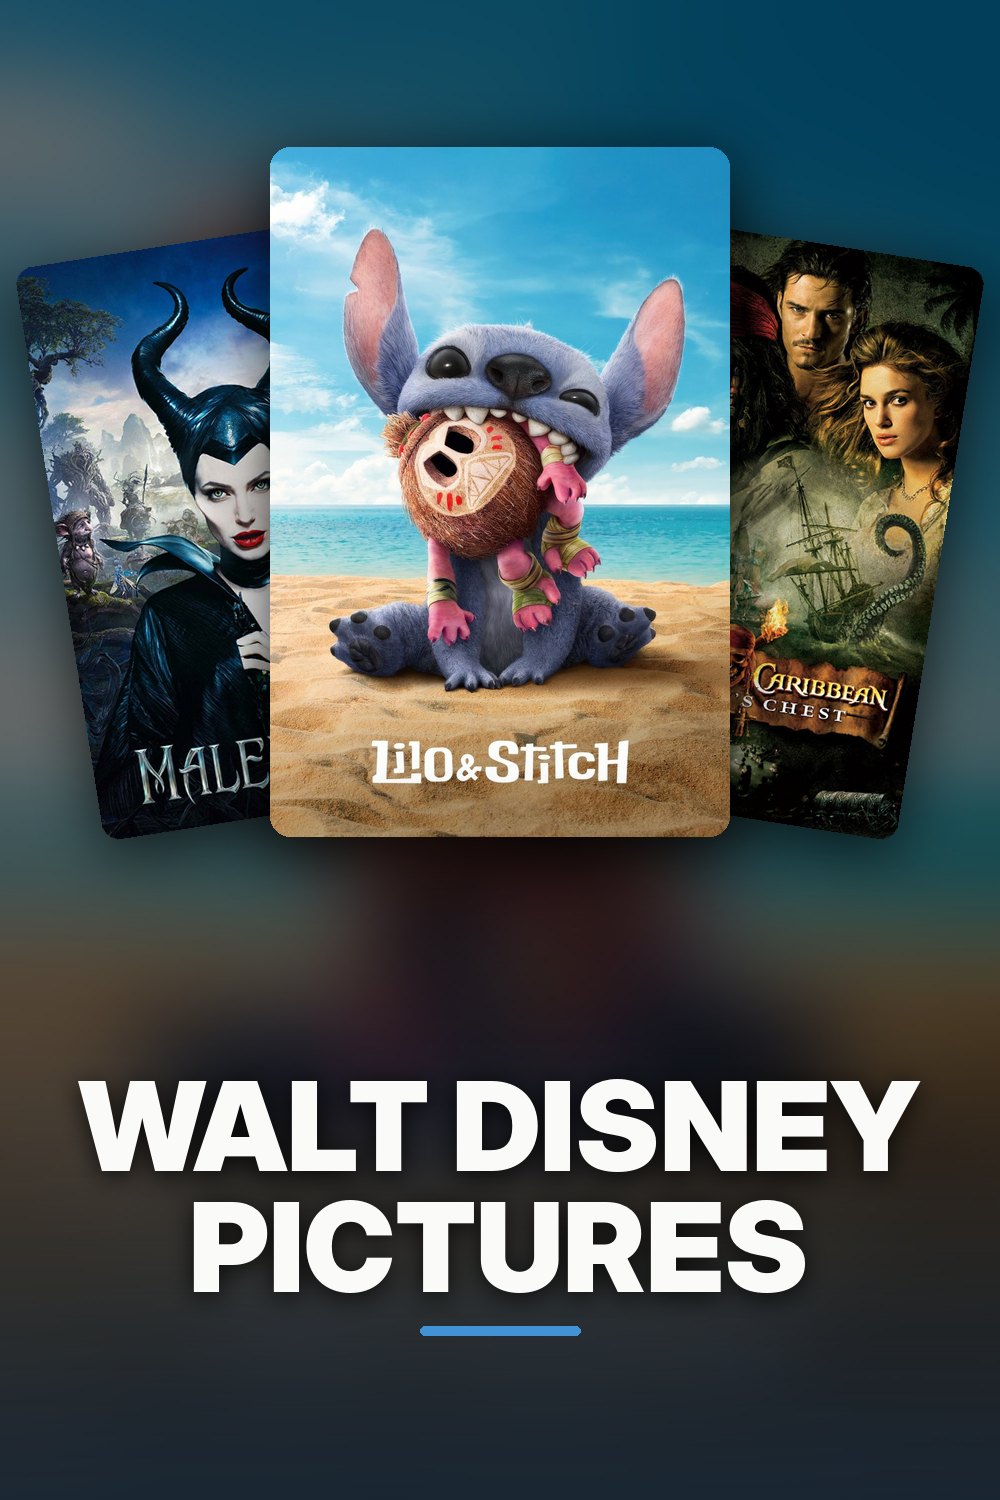 MALE
LILO & STITCH
CARIBBEAN
'S CHEST
WALT DISNEY
PICTURES